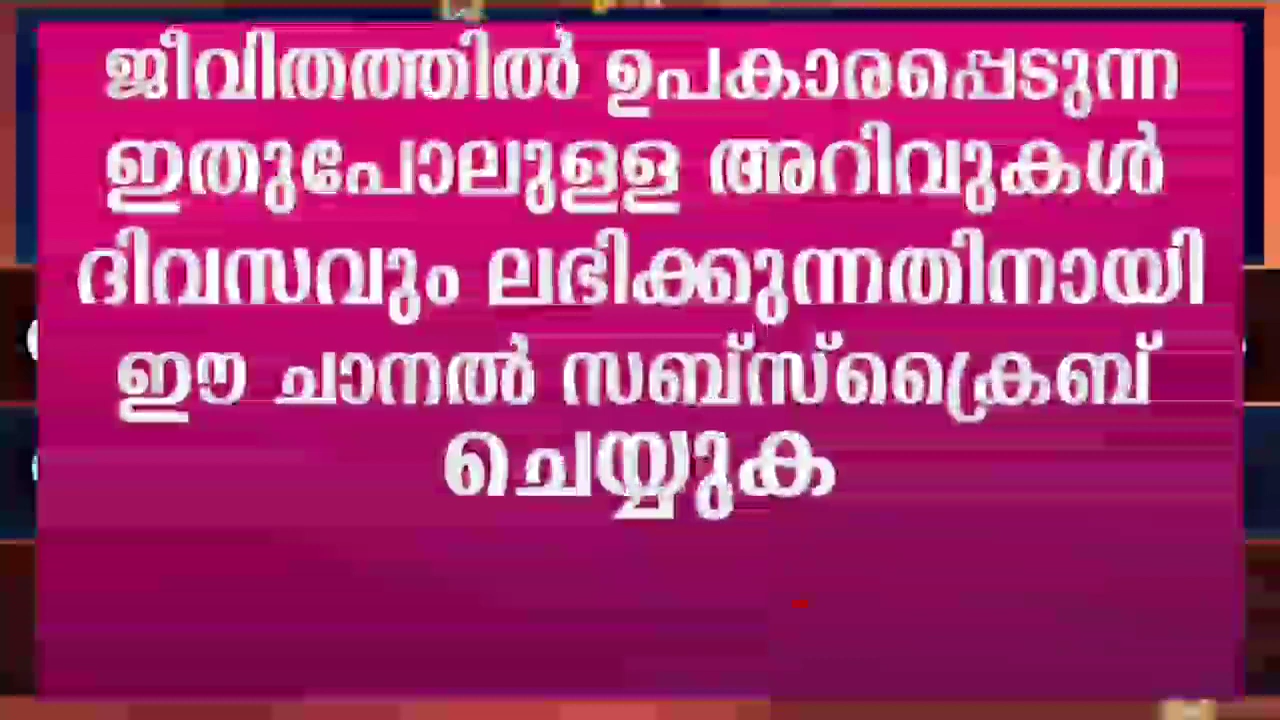 ജീവിതത്തിൽ ഉപകാരപ്പെടുന്ന
ഇതുപോലുള്ള അറിവുകൾ
ദിവസവും ലഭിക്കുന്നതിനായി
ഈ ചാനൽ സബ്സ്ക്രൈബ്
ചെയ്യുക